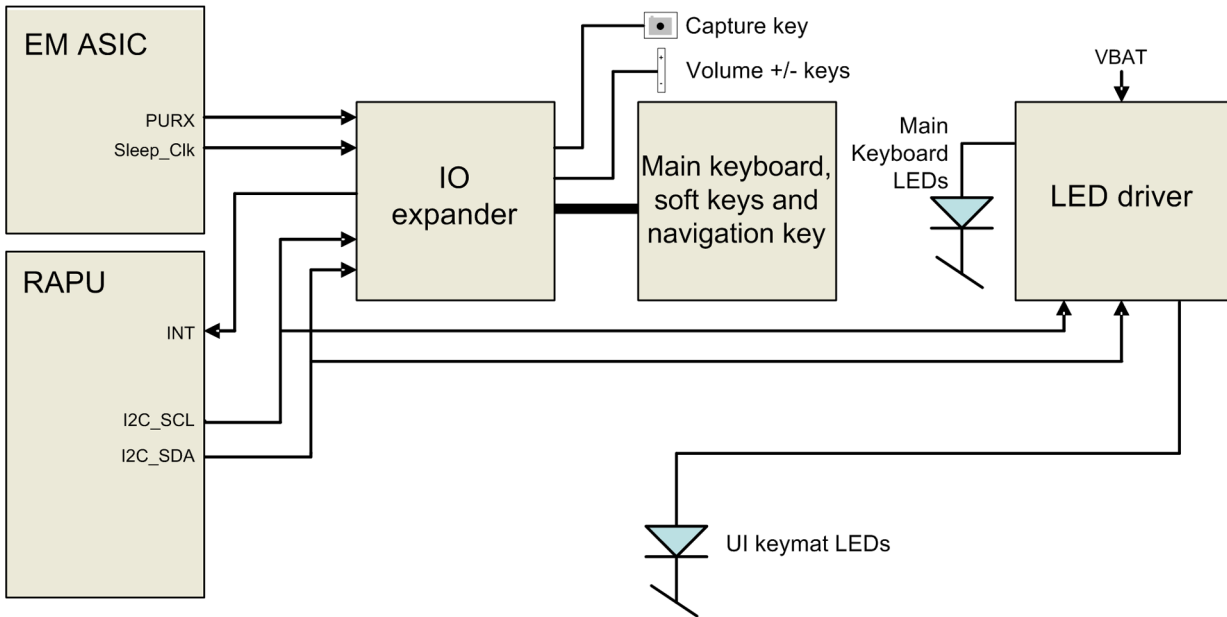 EM ASIC
PURX
Sleep_Clk
RAPU
INT
I2C_SCL
I2C_SDA
IO
expander
Capture key
+
-
Volume +/- keys
Main keyboard,
soft keys and
navigation key
Main
Keyboard
LEDs
VBAT
LED driver
UI keymat LEDs